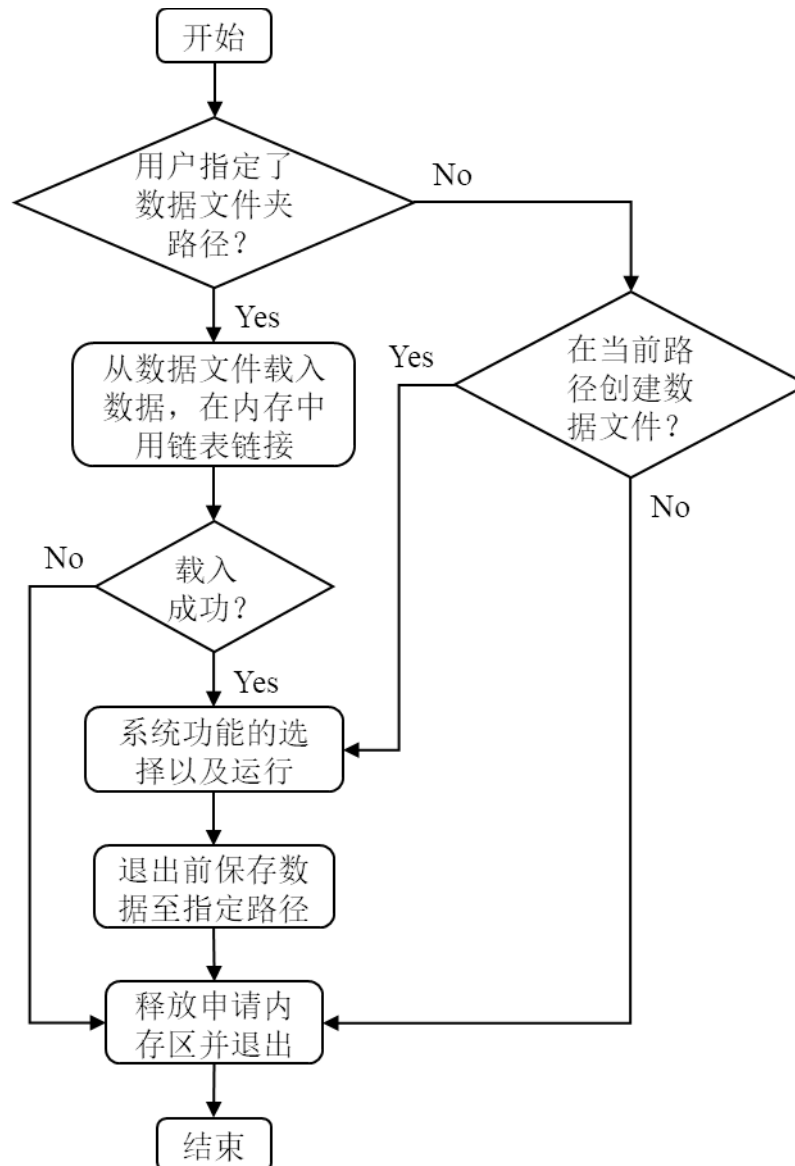 开始
用户指定了
数据文件夹
路径？
No
Yes
从数据文件载入
数据，在内存中
用链表链接
Yes
在当前路
径创建数
据文件？
No
No
载入
成功？
Yes
系统功能的选
择以及运行
退出前保存数
据至指定路径
释放申请内
存区并退出
结束